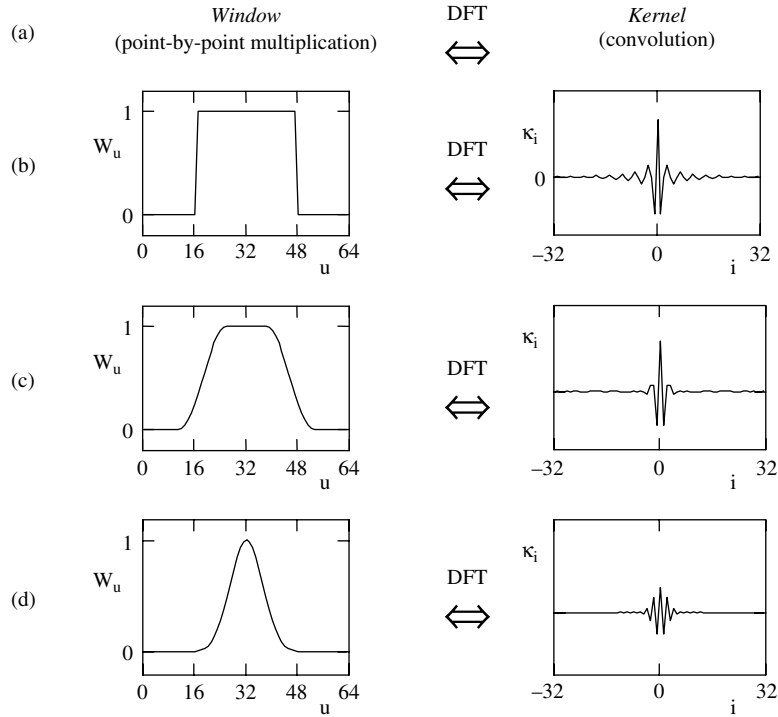 (a) Window DFT Kernel
(point-by-point multiplication) (convolution)
(b) W_u 1 0 0 16 32 48 64 u
DFT
κ_i 0 −32 0 32 i
(c) W_u 1 0 0 16 32 48 64 u
DFT
κ_i −32 0 32 i
(d) W_u 1 0 0 16 32 48 64 u
DFT
κ_i −32 0 32 i